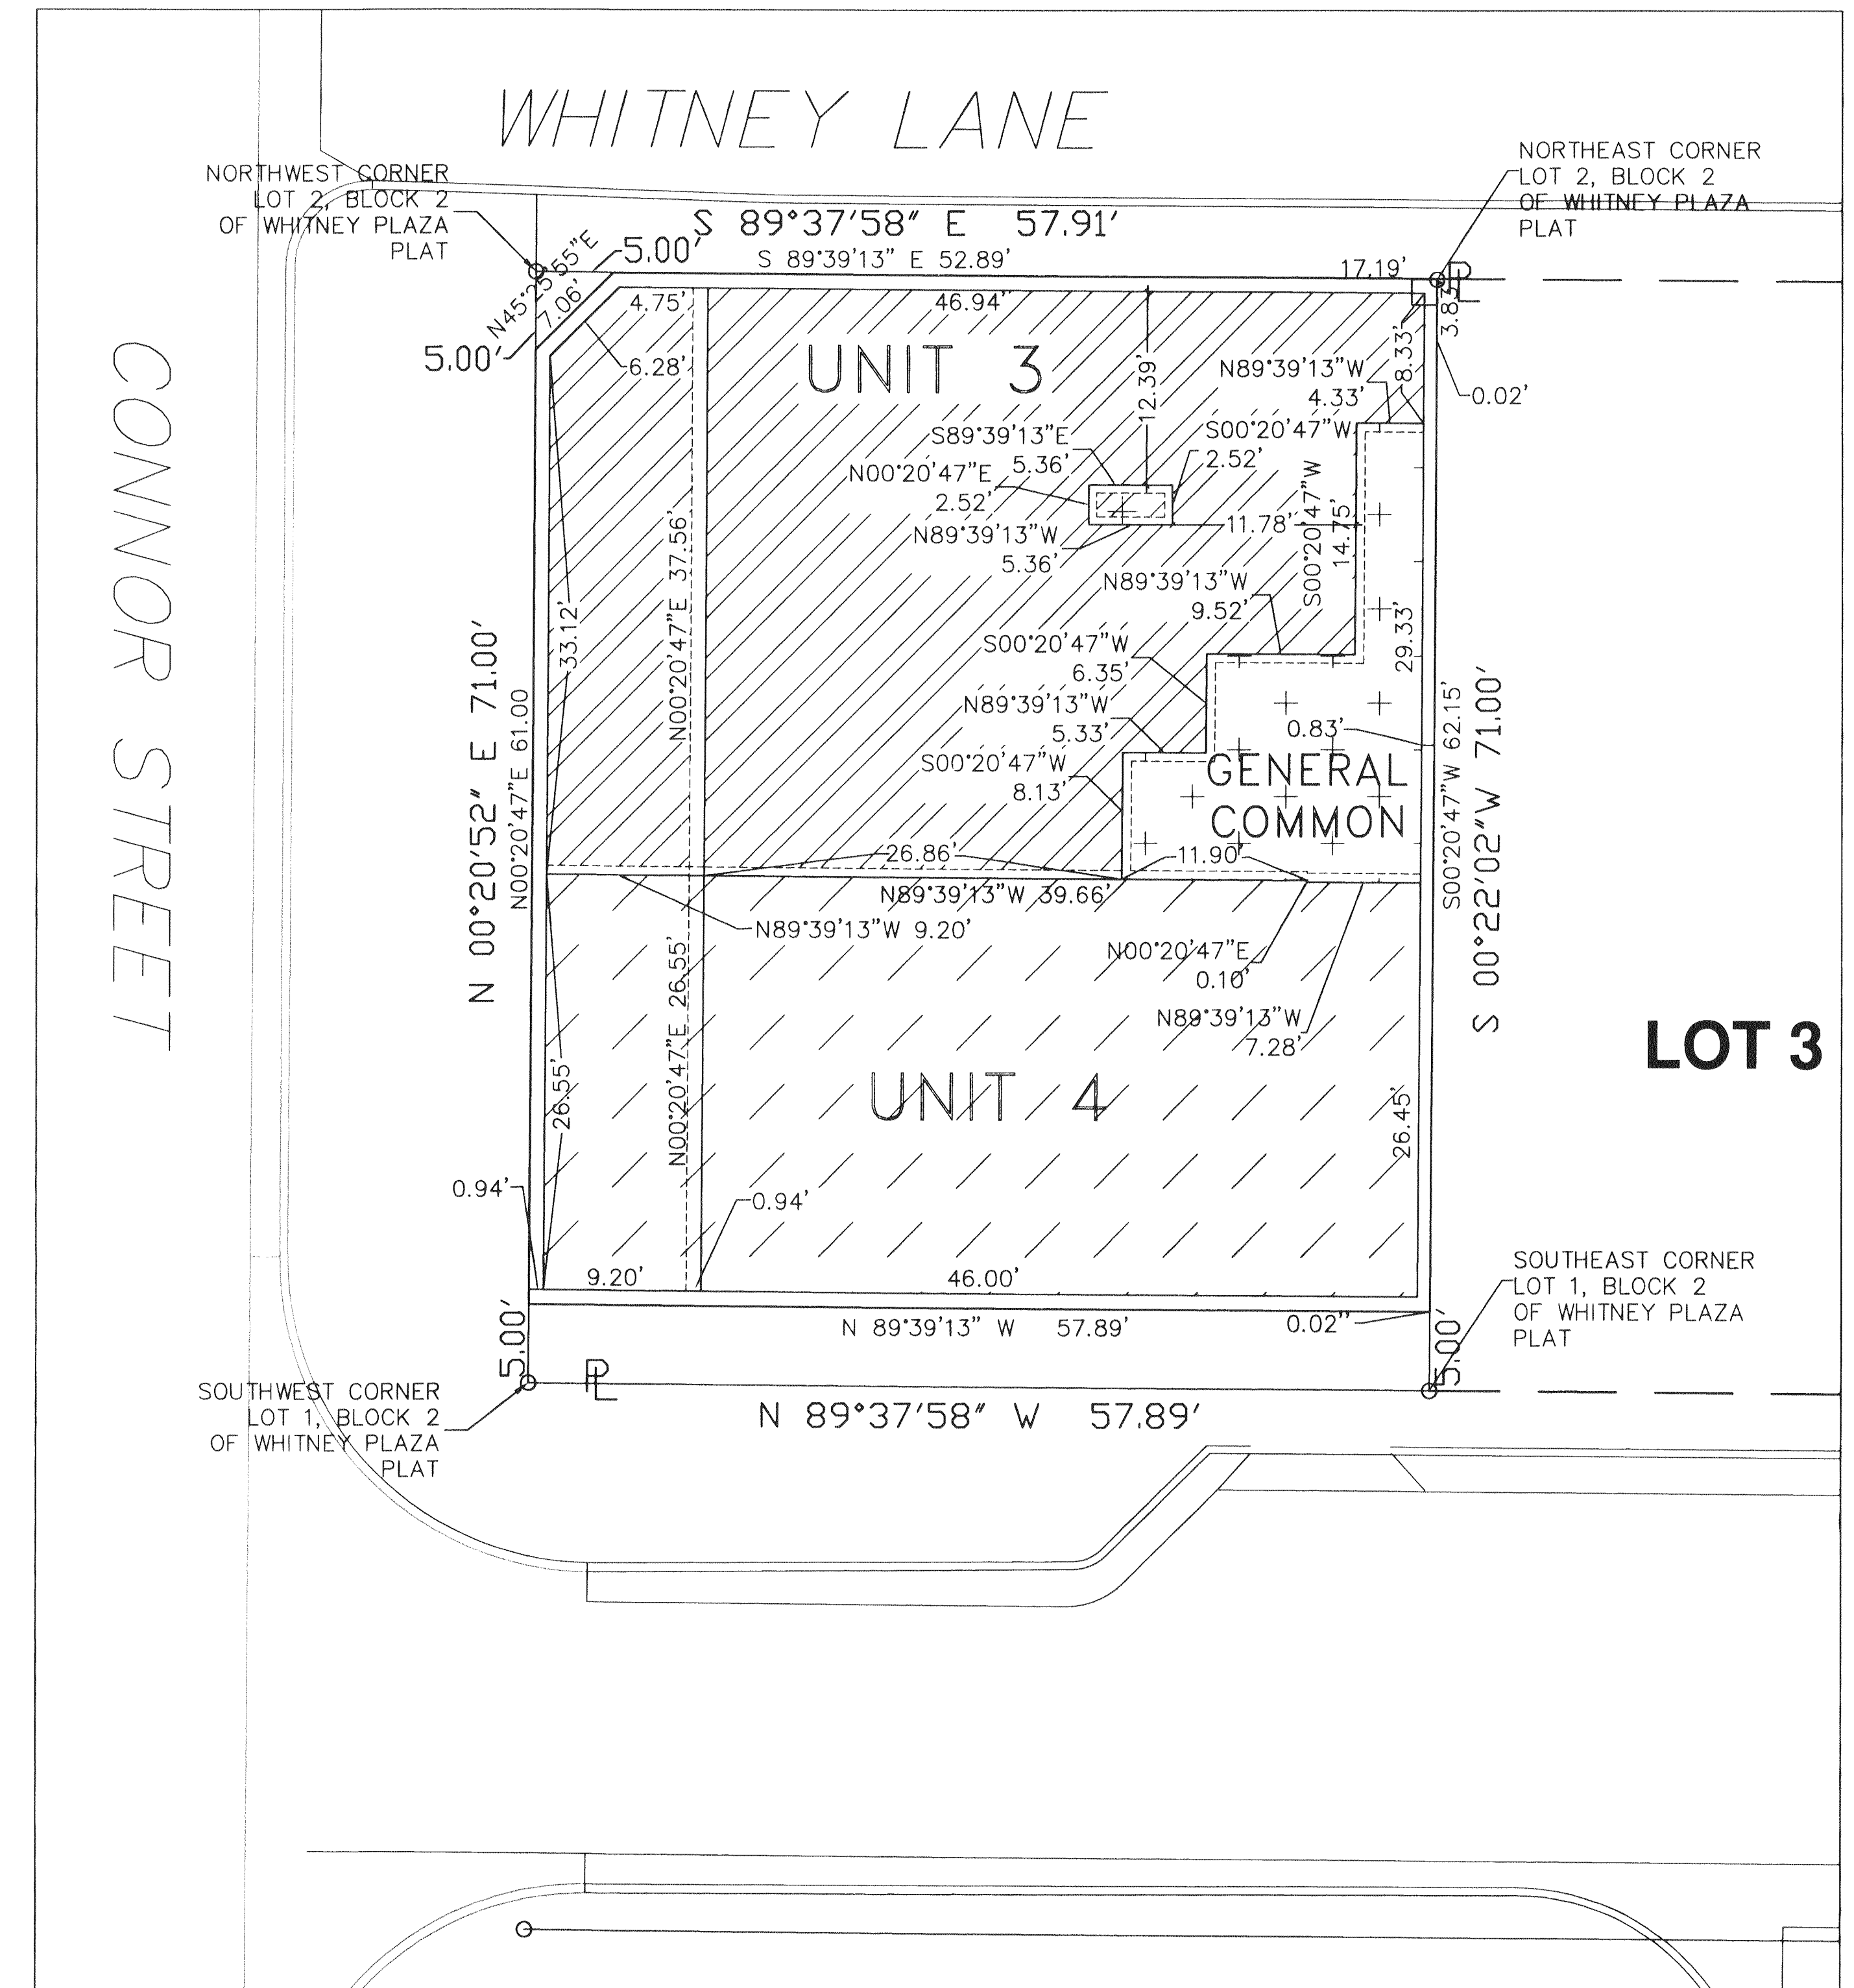 WHITNEY LANE
NORTHWEST CORNER
LOT 2, BLOCK 2
OF WHITNEY PLAZA
PLAT
NORTHEAST CORNER
LOT 2, BLOCK 2
OF WHITNEY PLAZA
PLAT
S 89°37'58" E 57.91'
5.00'
S 89°39'13" E 52.89'
17.19'
PL
N45°25'55"E
7.06'
3.83'
4.75'
46.94"
5.00'
6.28'
UNIT 3
12.39'
8.33'
N89°39'13"W
4.33'
0.02'
S89°39'13"E
5.36'
S00°20'47"W
2.52'
N00°20'47"E
2.52'
N89°39'13"W
5.36'
11.78'
S00°20'47"W
14.75'
N89°39'13"W
9.52'
CONNOR STREET
33.12'
N00°20'47"E 37.56'
29.33'
S00°20'47"W
6.35'
N89°39'13"W
5.33'
S00°20'47"W
8.13'
0.83'
GENERAL
COMMON
N 00°20'52" E 71.00'
N00°20'47"E 61.00
S00°20'47"W 62.15'
S 00°22'02"W 71.00'
26.86'
11.90'
N89°39'13"W 39.66'
N89°39'13"W 9.20'
N00°20'47"E
0.10'
N89°39'13"W
7.28'
LOT 3
26.55'
N00°20'47"E 26.55'
UNIT 4
26.45'
0.94'
0.94'
9.20'
46.00'
N 89°39'13" W 57.89'
0.02"
5.00'
5.00'
SOUTHEAST CORNER
LOT 1, BLOCK 2
OF WHITNEY PLAZA
PLAT
SOUTHWEST CORNER
LOT 1, BLOCK 2
OF WHITNEY PLAZA
PLAT
PL
N 89°37'58" W 57.89'